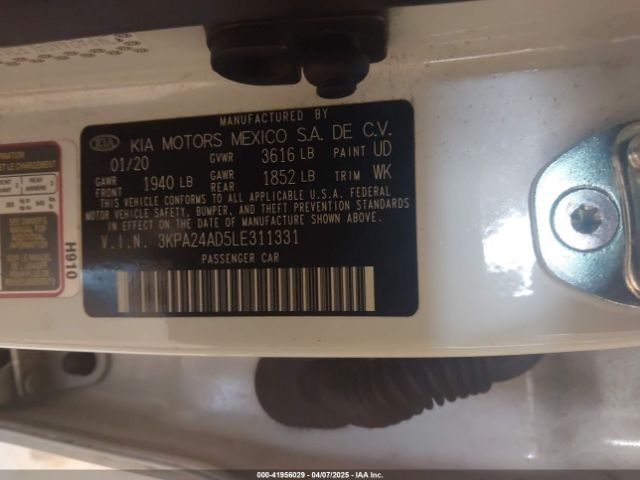 MANUFACTURED BY
KIA KIA MOTORS MEXICO S.A. DE C.V.
01/20 GVWR 3616 LB PAINT UD
GAWR FRONT 1940 LB GAWR REAR 1852 LB TRIM WK
THIS VEHICLE CONFORMS TO ALL APPLICABLE U.S.A. FEDERAL
MOTOR VEHICLE SAFETY, BUMPER, AND THEFT PREVENTION STANDARDS
IN EFFECT ON THE DATE OF MANUFACTURE SHOWN ABOVE.
V.I.N. 3KPA24AD5LE311331
PASSENGER CAR
H910
000-41956029 - 04/07/2025 - IAA Inc.